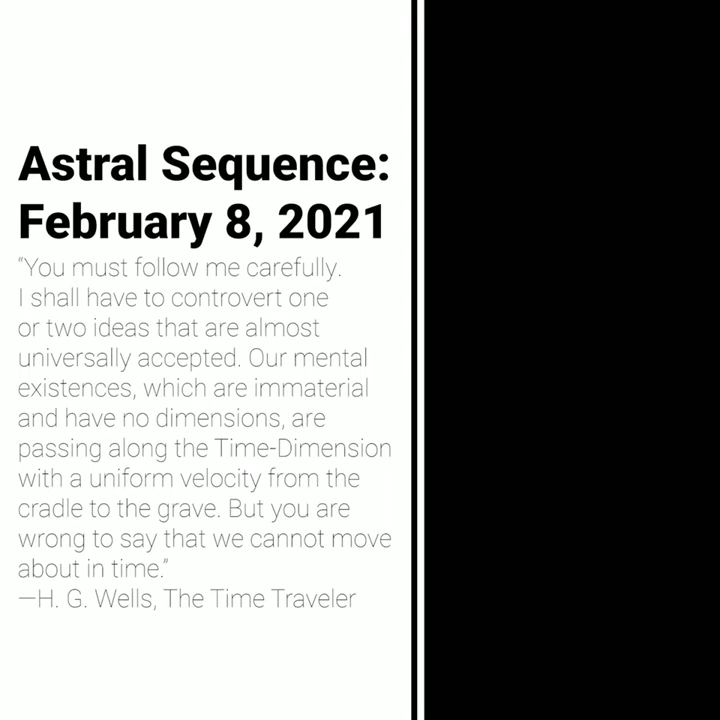 Astral Sequence:
February 8, 2021
“You must follow me carefully.
I shall have to controvert one
or two ideas that are almost
universally accepted. Our mental
existences, which are immaterial
and have no dimensions, are
passing along the Time-Dimension
with a uniform velocity from the
cradle to the grave. But you are
wrong to say that we cannot move
about in time.”
—H. G. Wells, The Time Traveler